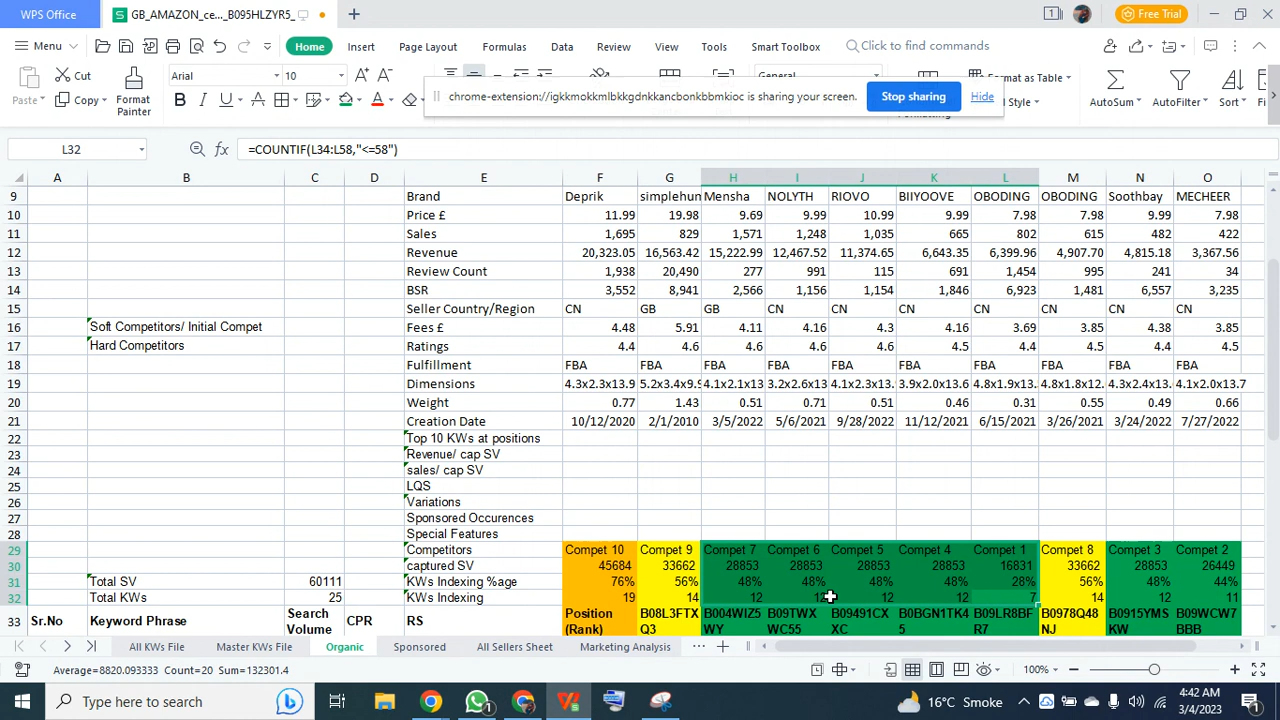 WPS Office GB_AMAZON_ce..._B095HLZYR5_ 1 Free Trial
Menu Home Insert Formulas Page Layout Data Review View Tools Smart Toolbox Click to find commands
Cut Arial 10 General Format as Table
Paste Copy Format Painter B I U A Style AutoSum AutoFilter Sort
chrome-extension://igkkmokkmlbkkgdnkkancbonkbbmkioc is sharing your screen. Stop sharing Hide
L32 fx =COUNTIF(L34:L58,"<=58")
A B C D E F G H I J K L M N O
9 Brand Deprik simplehun Mensha NOLYTH RIOVO BIIYOOVE OBODING OBODING Soothbay MECHEER
10 Price £ 11.99 19.98 9.69 9.99 10.99 9.99 7.98 7.98 9.99 7.98
11 Sales 1,695 829 1,571 1,248 1,035 665 802 615 482 422
12 Revenue 20,323.05 16,563.42 15,222.99 12,467.52 11,374.65 6,643.35 6,399.96 4,907.70 4,815.18 3,367.56
13 Review Count 1,938 20,490 277 991 115 691 1,454 995 241 34
14 BSR 3,552 8,941 2,566 1,156 1,154 1,846 6,923 1,481 6,557 3,235
15 Seller Country/Region CN GB GB CN CN CN CN CN CN CN
16 Soft Competitors/ Initial Compet Fees £ 4.48 5.91 4.11 4.16 4.3 4.16 3.69 3.85 4.38 3.85
17 Hard Competitors Ratings 4.4 4.6 4.6 4.6 4.6 4.5 4.4 4.5 4.4 4.5
18 Fulfillment FBA FBA FBA FBA FBA FBA FBA FBA FBA FBA
19 Dimensions 4.3x2.3x13.9 5.2x3.4x9.9 4.1x2.1x13 3.2x2.6x13 4.1x2.3x13. 3.9x2.0x13.6 4.8x1.9x13. 4.8x1.8x12. 4.3x2.4x13. 4.1x2.0x13.7
20 Weight 0.77 1.43 0.51 0.71 0.51 0.46 0.31 0.55 0.49 0.66
21 Creation Date 10/12/2020 2/1/2010 3/5/2022 5/6/2021 9/28/2022 11/12/2021 6/15/2021 3/26/2021 3/24/2022 7/27/2022
22 Top 10 KWs at positions
23 Revenue/ cap SV
24 sales/ cap SV
25 LQS
26 Variations
27 Sponsored Occurences
28 Special Features
29 Competitors Compet 10 Compet 9 Compet 7 Compet 6 Compet 5 Compet 4 Compet 1 Compet 8 Compet 3 Compet 2
30 captured SV 45684 33662 28853 28853 28853 28853 16831 33662 28853 26449
31 Total SV 60111 KWs Indexing %age 76% 56% 48% 48% 48% 48% 28% 56% 48% 44%
32 Total KWs 25 KWs Indexing 19 14 12 12 12 12 7 14 12 11
33 Sr.No Keyword Phrase Search Volume CPR RS Position (Rank) B08L3FTXQ3 B004WIZ5WY B09TWXWC55 B09491CXXC B0BGN1TK45 B09LR8BFR7 B0978Q48NJ B0915YMSKW B09WCW7BBB
All KWs File Master KWs File Organic Sponsored All Sellers Sheet Marketing Analysis ...
Average=8820.093333 Count=20 Sum=132301.4 100%
Type here to search 1 16°C Smoke 4:42 AM
3/4/2023 1